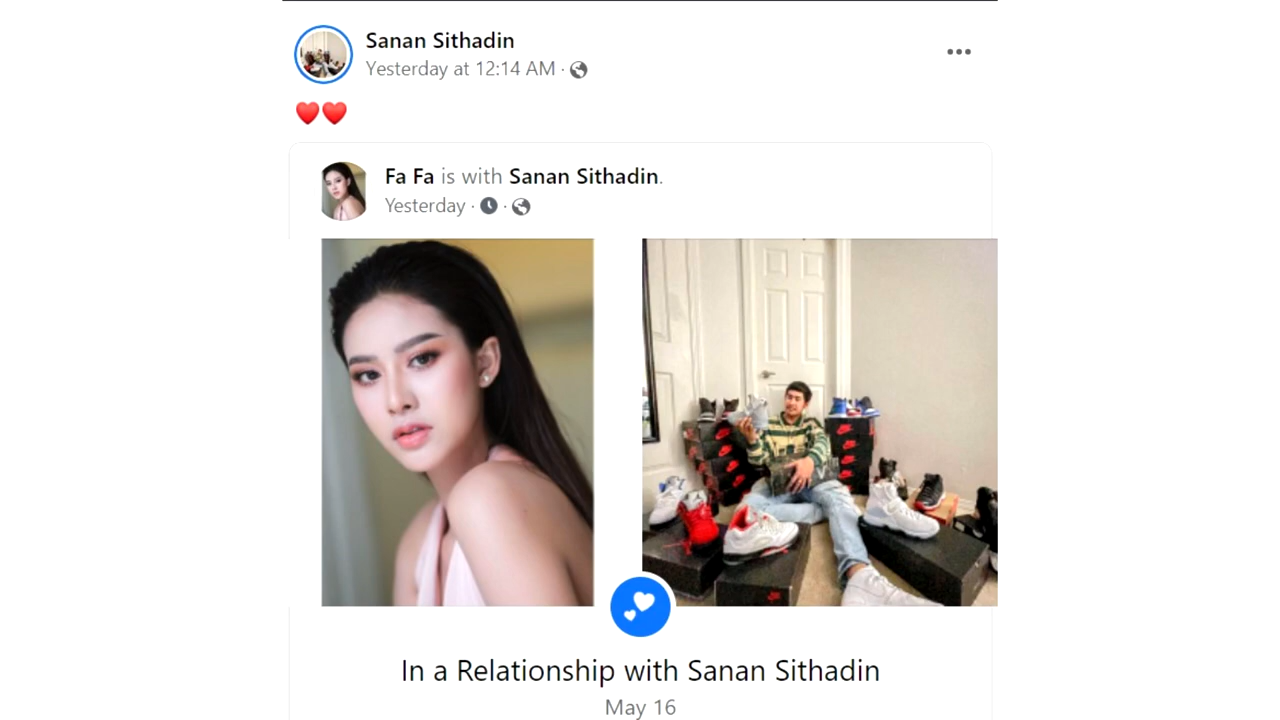 Sanan Sithadin
Yesterday at 12:14 AM ·
Fa Fa is with Sanan Sithadin.
Yesterday · ·
In a Relationship with Sanan Sithadin
May 16